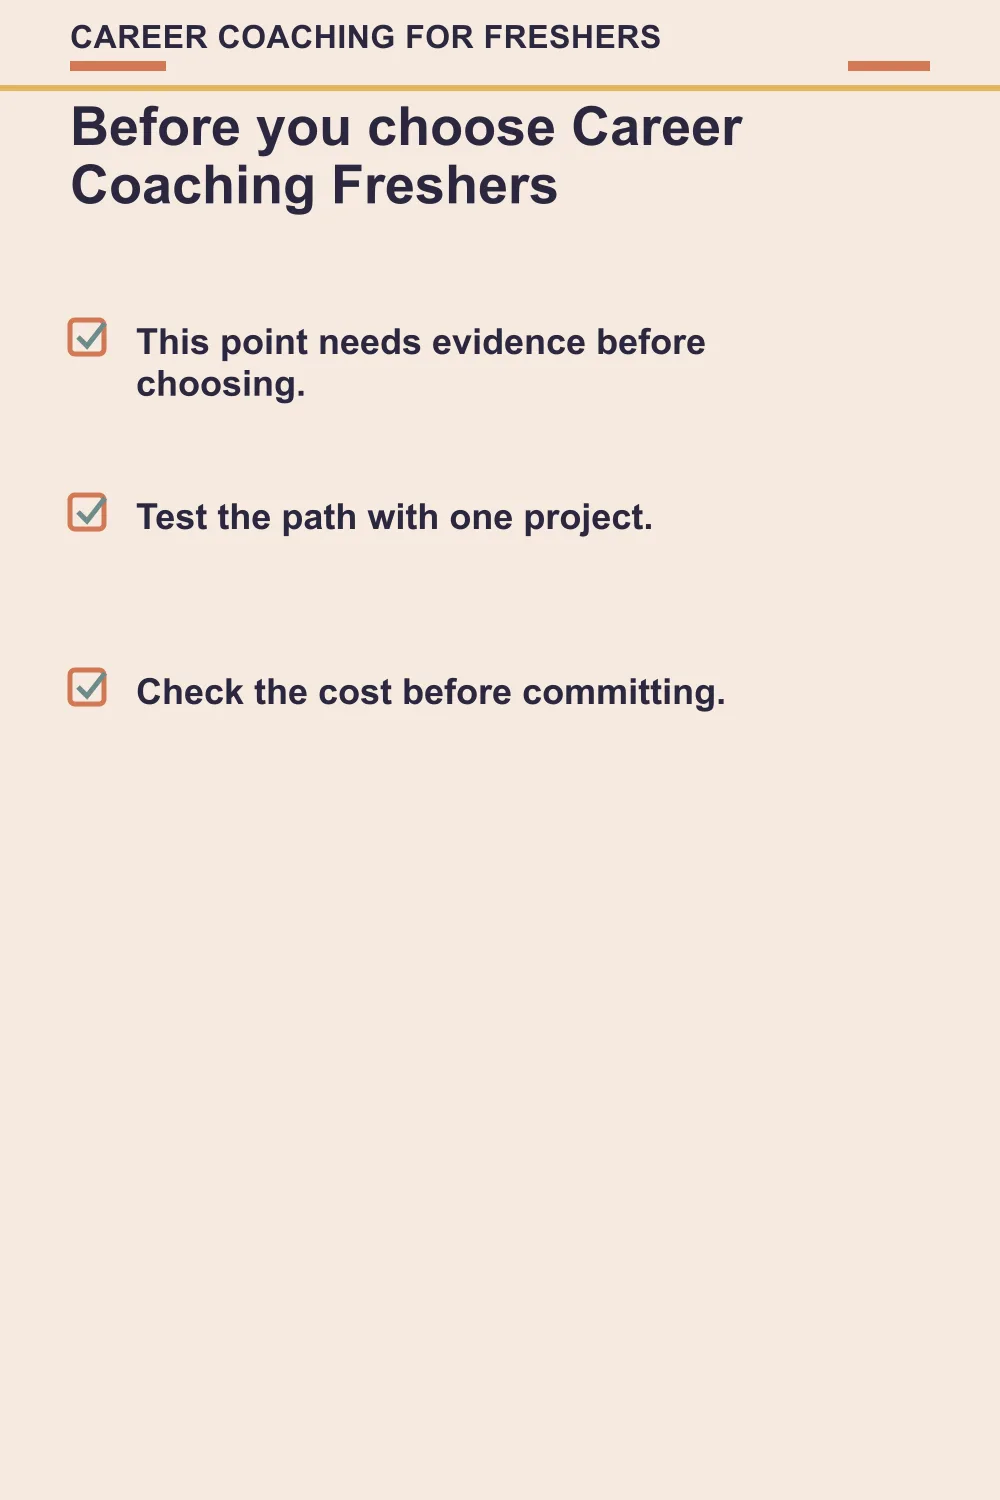 CAREER COACHING FOR FRESHERS
Before you choose Career
Coaching Freshers
This point needs evidence before
choosing.
Test the path with one project.
Check the cost before committing.